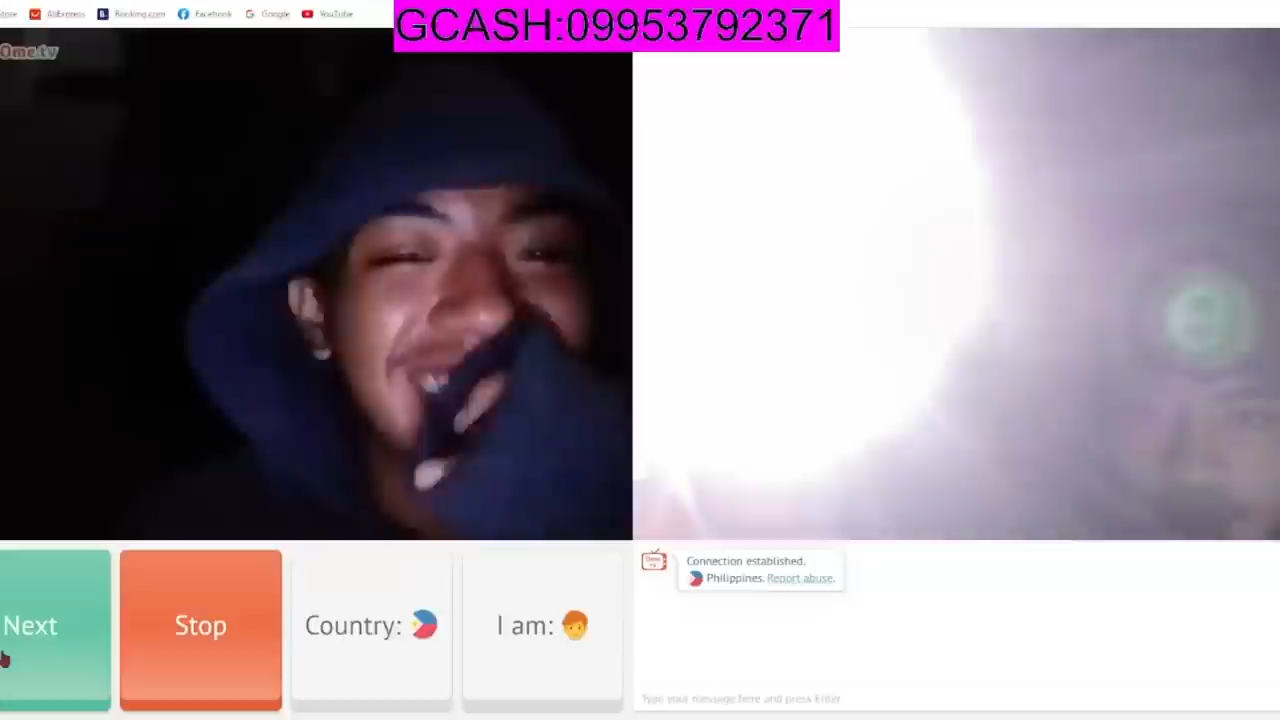 Store AliExpress Booking.com Facebook Google YouTube
GCASH:09953792371
Ome.tv
Connection established.
Philippines. Report abuse.
Next
Stop
Country:
I am:
Type your message here and press Enter